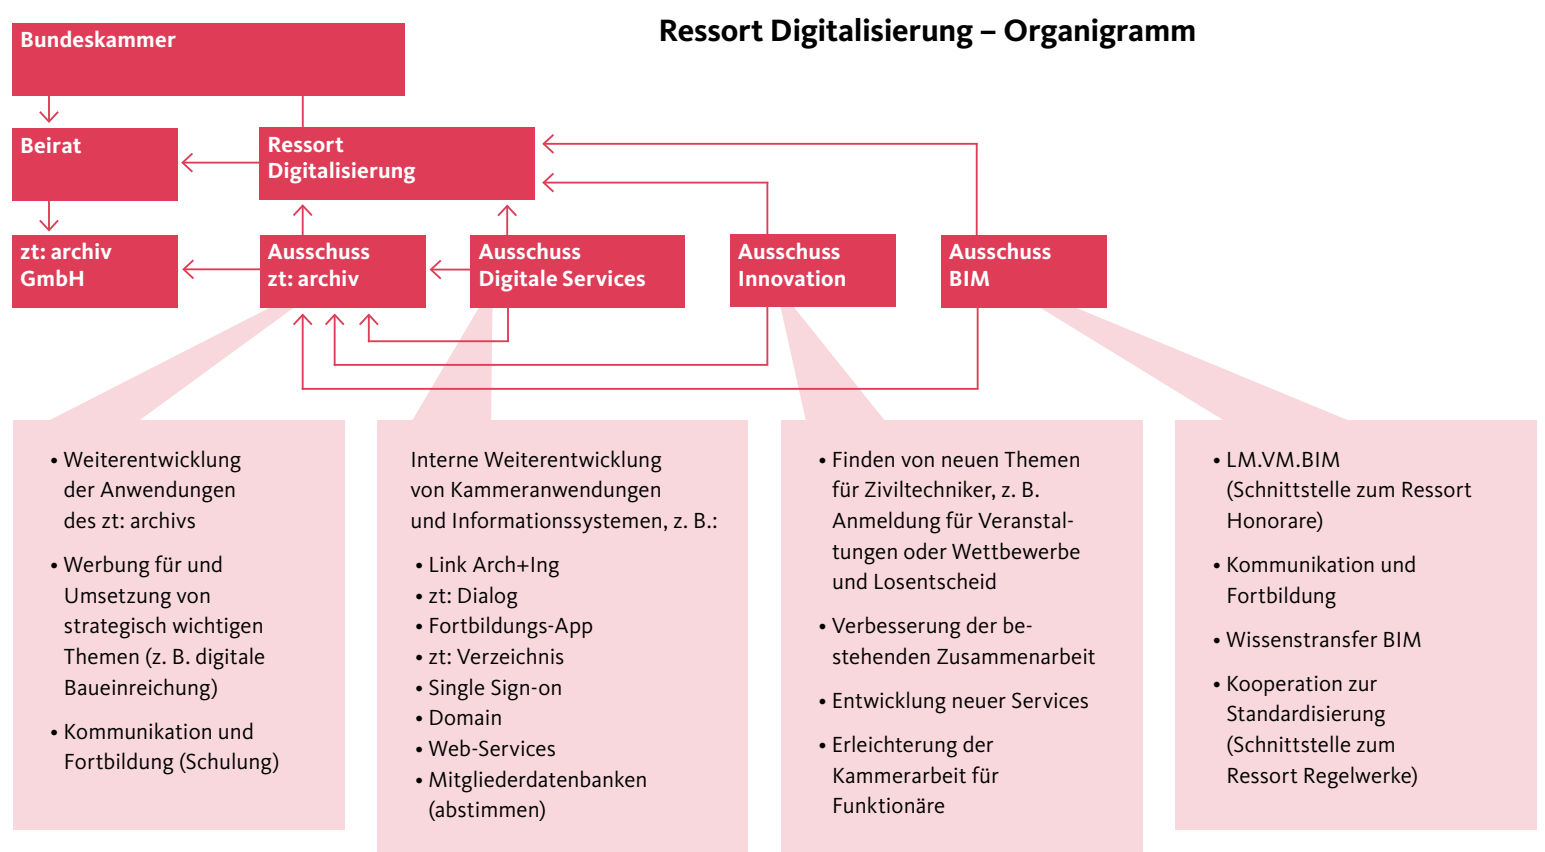 Ressort Digitalisierung – Organigramm
Bundeskammer
Beirat
Ressort
Digitalisierung
zt: archiv
GmbH
Ausschuss
zt: archiv
Ausschuss
Digitale Services
Ausschuss
Innovation
Ausschuss
BIM
• Weiterentwicklung
der Anwendungen
des zt: archivs
• Werbung für und
Umsetzung von
strategisch wichtigen
Themen (z. B. digitale
Baueinreichung)
• Kommunikation und
Fortbildung (Schulung)
Interne Weiterentwicklung
von Kammeranwendungen
und Informationssystemen, z. B.:
• Link Arch+Ing
• zt: Dialog
• Fortbildungs-App
• zt: Verzeichnis
• Single Sign-on
• Domain
• Web-Services
• Mitgliederdatenbanken
(abstimmen)
• Finden von neuen Themen
für Ziviltechniker, z. B.
Anmeldung für Veranstal-
tungen oder Wettbewerbe
und Losentscheid
• Verbesserung der be-
stehenden Zusammenarbeit
• Entwicklung neuer Services
• Erleichterung der
Kammerarbeit für
Funktionäre
• LM.VM.BIM
(Schnittstelle zum Ressort
Honorare)
• Kommunikation und
Fortbildung
• Wissenstransfer BIM
• Kooperation zur
Standardisierung
(Schnittstelle zum
Ressort Regelwerke)